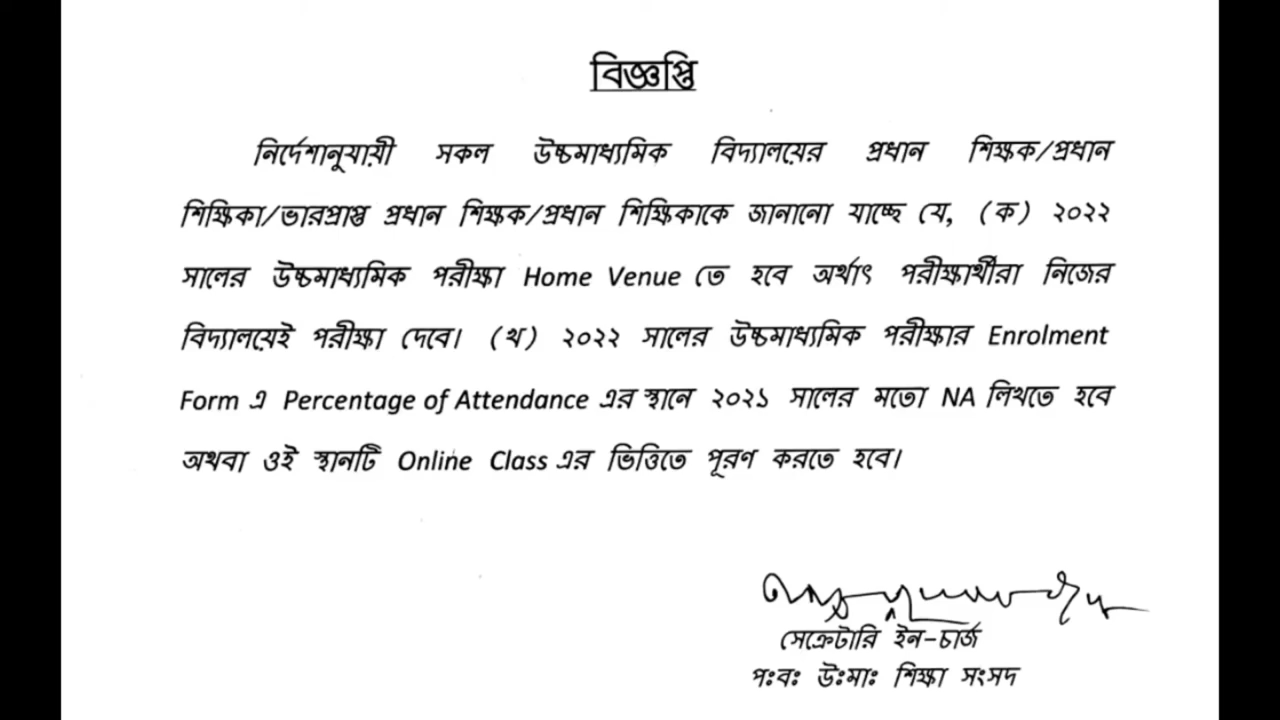 বিজ্ঞপ্তি
নির্দেশানুযায়ী সকল উচ্চমাধ্যমিক বিদ্যালয়ের প্রধান শিক্ষক/প্রধান
শিক্ষিকা/ভারপ্রাপ্ত প্রধান শিক্ষক/প্রধান শিক্ষিকাকে জানানো যাচ্ছে যে, (ক) ২০২২
সালের উচ্চমাধ্যমিক পরীক্ষা Home Venue তে হবে অর্থাৎ পরীক্ষার্থীরা নিজের
বিদ্যালয়েই পরীক্ষা দেবে। (খ) ২০২২ সালের উচ্চমাধ্যমিক পরীক্ষার Enrolment
Form এ Percentage of Attendance এর স্থানে ২০২১ সালের মতো NA লিখতে হবে
অথবা ওই স্থানটি Online Class এর ভিত্তিতে পূরণ করতে হবে।
সেক্রেটারি ইন-চার্জ
পঃবঃ উঃমাঃ শিক্ষা সংসদ